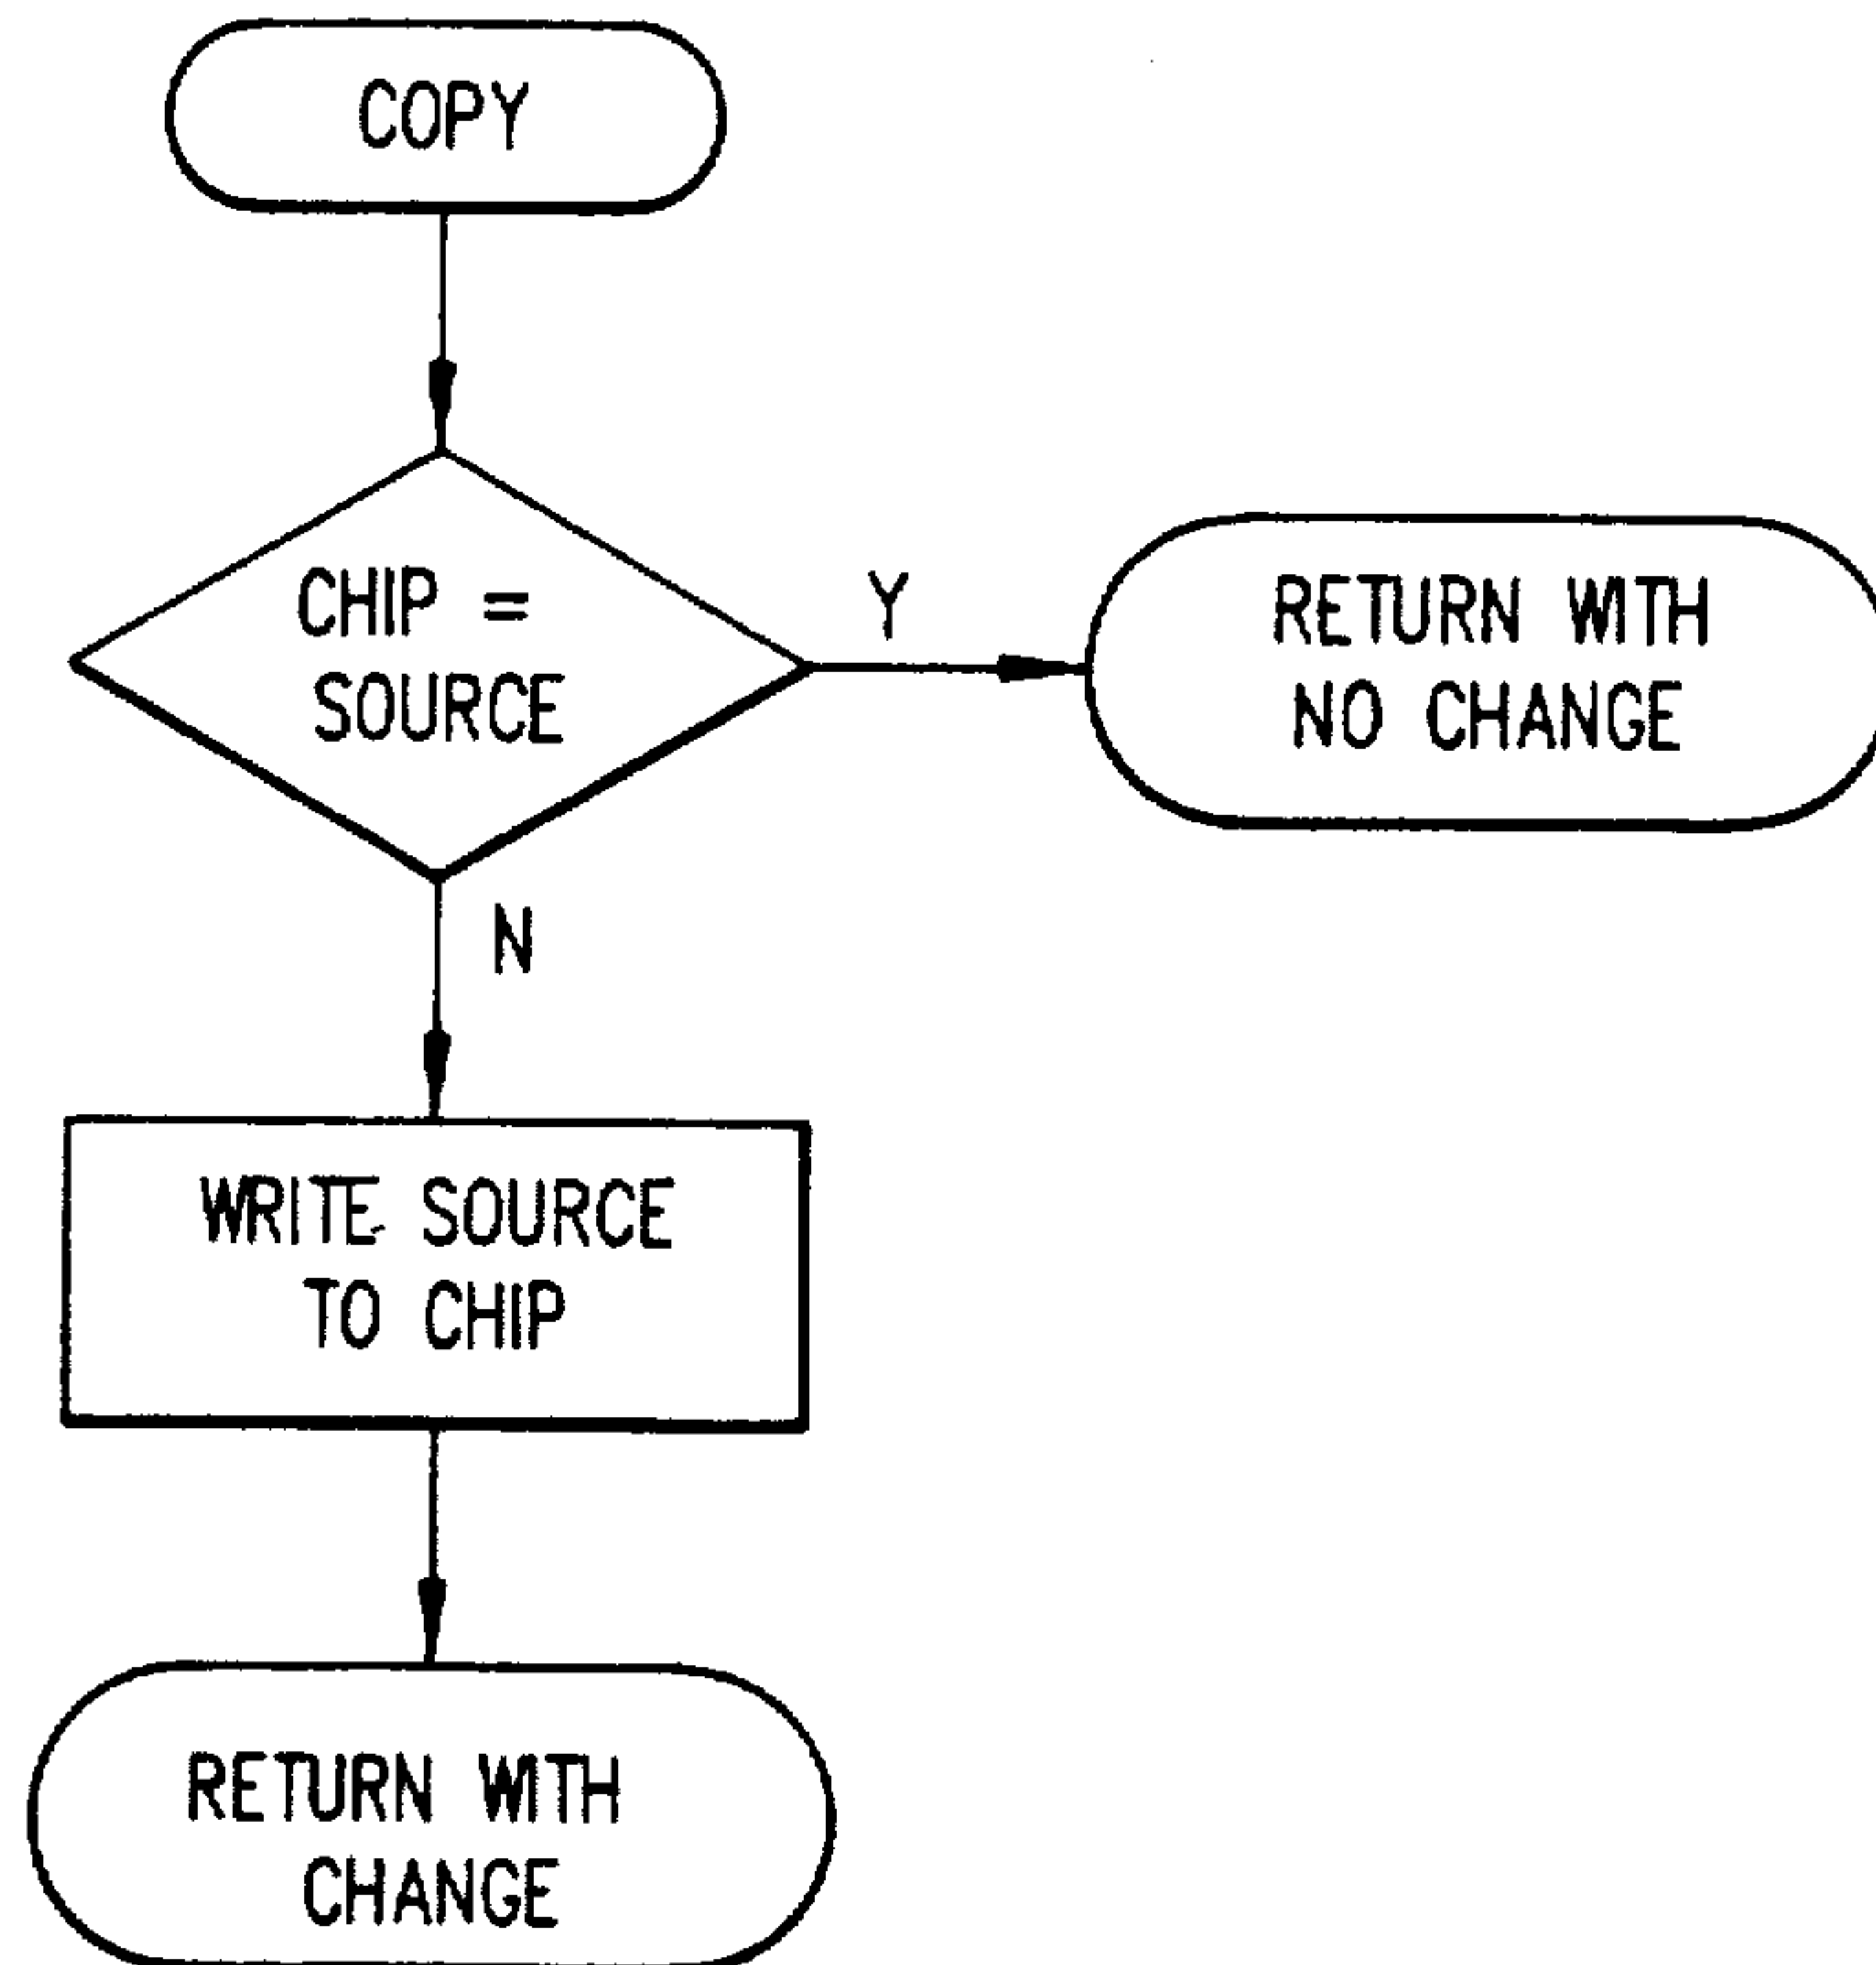 COPY
CHIP =
SOURCE
Y
RETURN WITH
NO CHANGE
N
WRITE SOURCE
TO CHIP
RETURN WITH
CHANGE